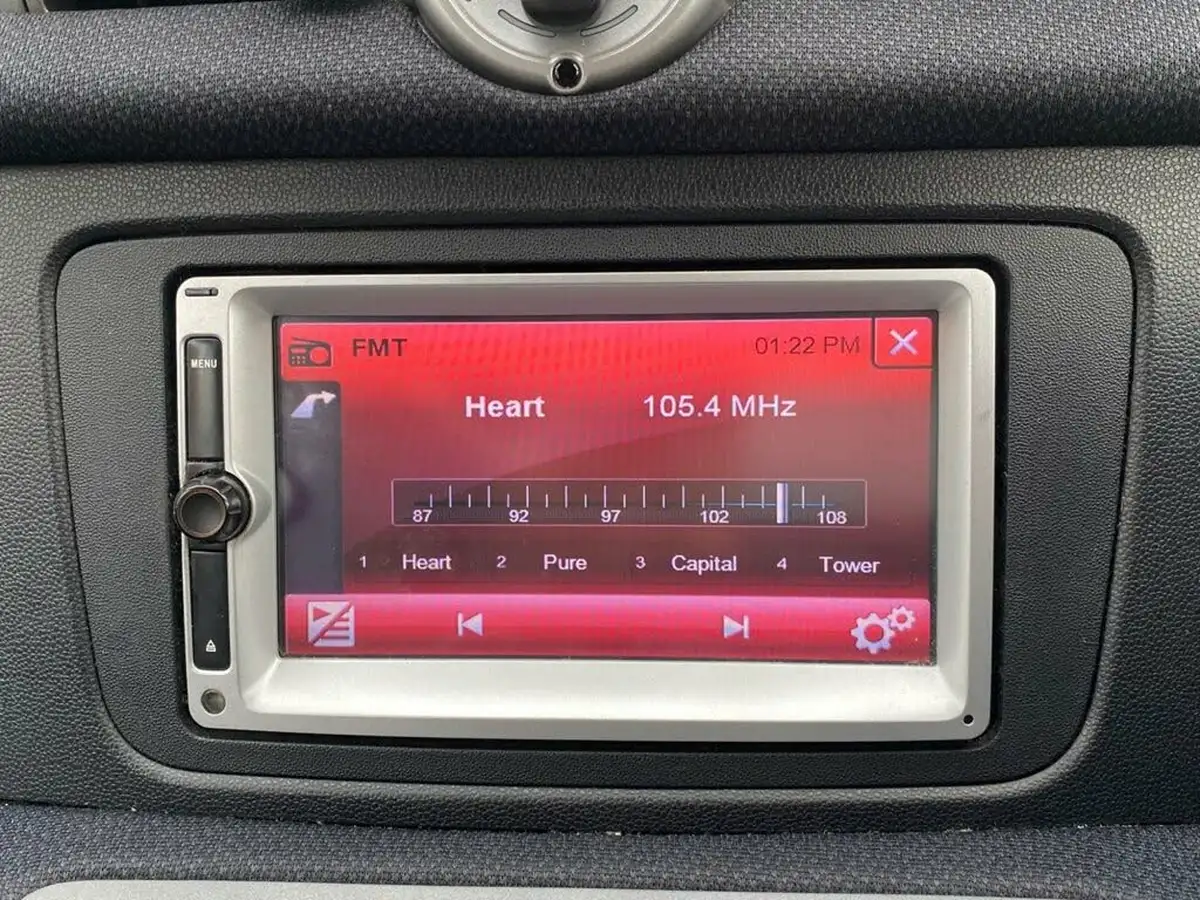 MENU
FMT 01:22 PM
Heart 105.4 MHz
87 92 97 102 108
1 Heart 2 Pure 3 Capital 4 Tower